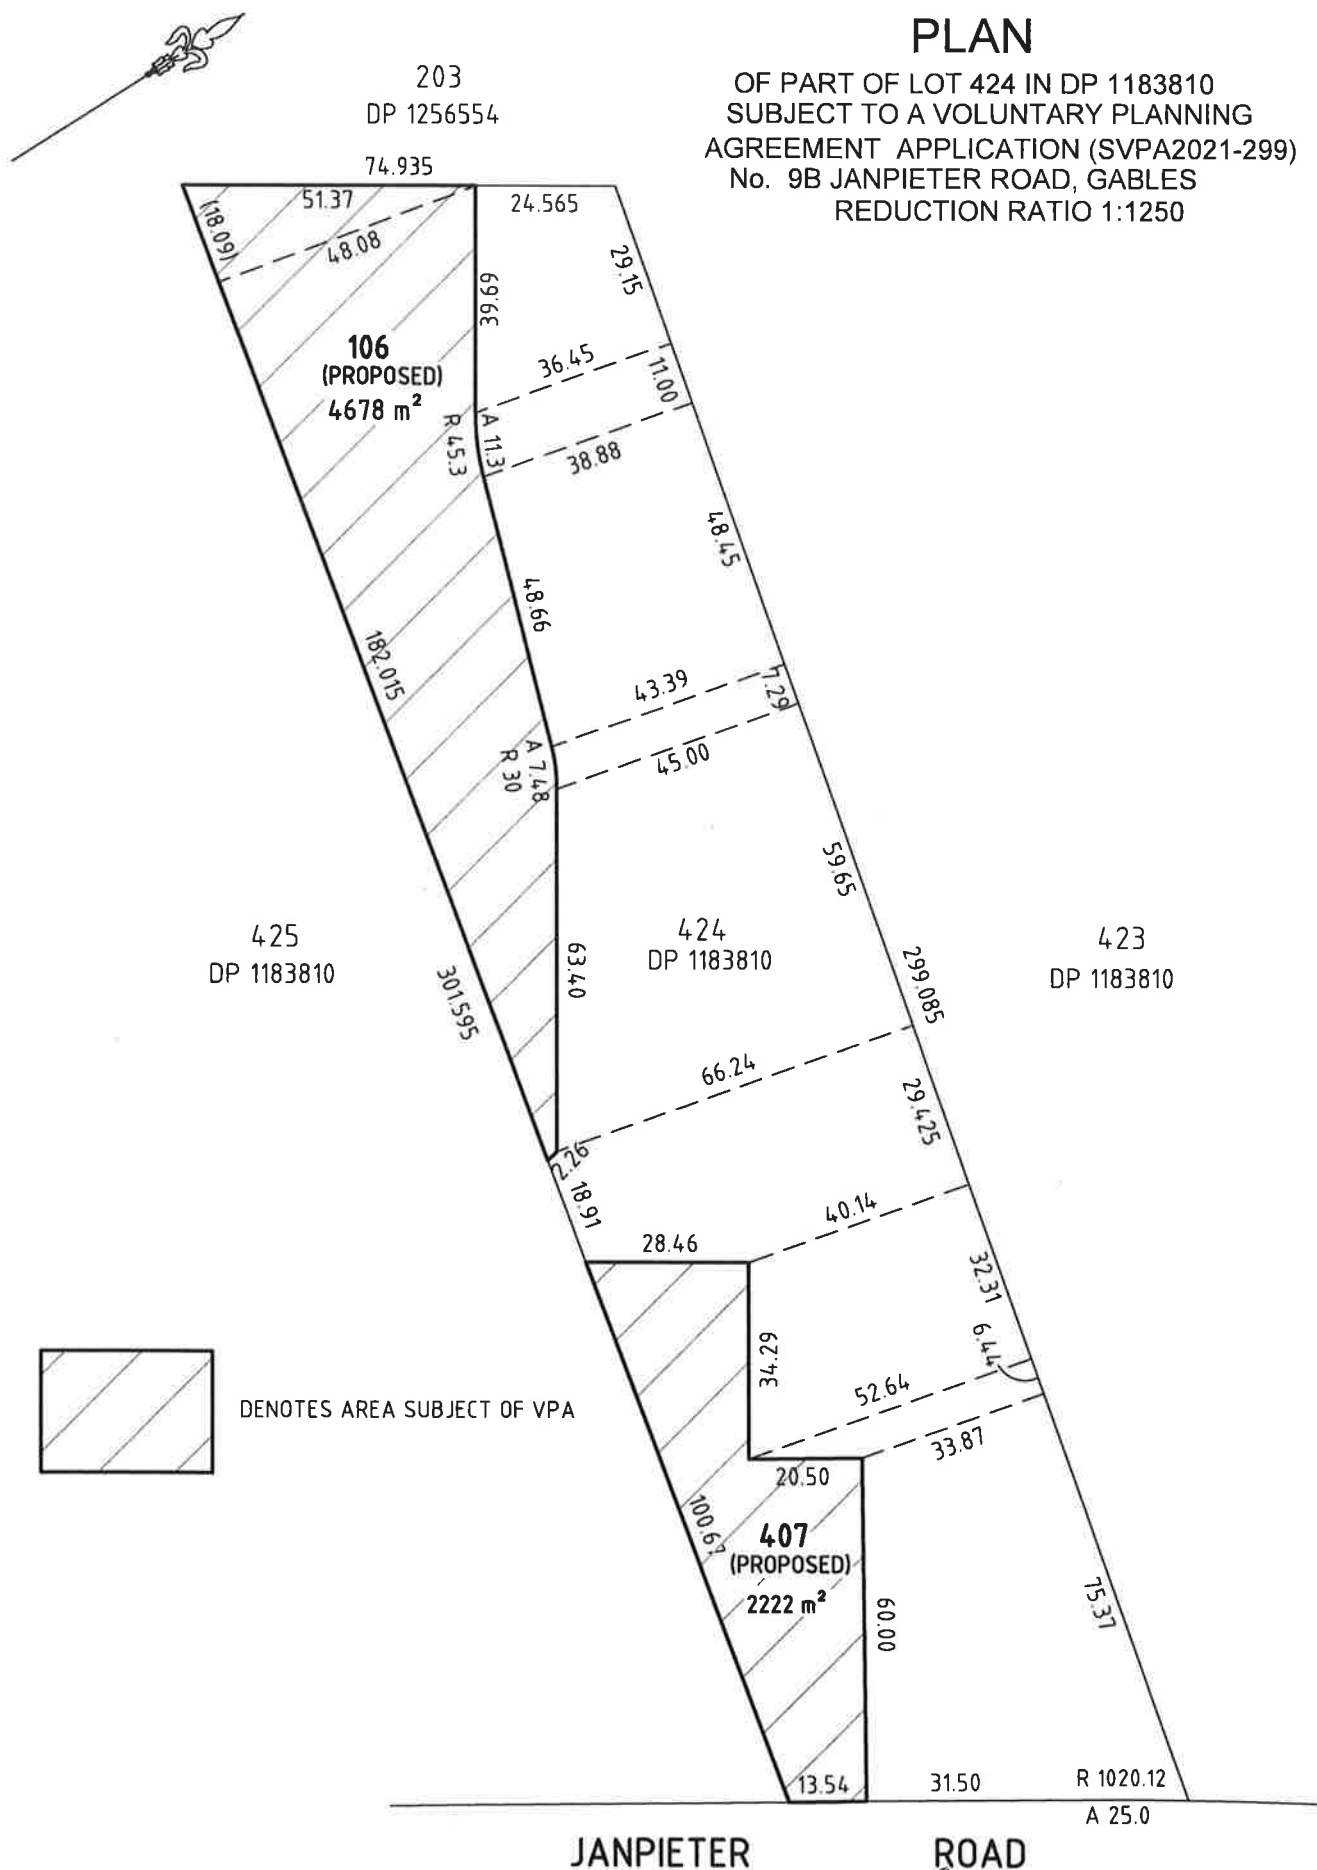 PLAN
OF PART OF LOT 424 IN DP 1183810
SUBJECT TO A VOLUNTARY PLANNING
AGREEMENT APPLICATION (SVPA2021-299)
No. 9B JANPIETER ROAD, GABLES
REDUCTION RATIO 1:1250
203
DP 1256554
74.935
51.37
24.565
(18.09)
48.08
29.15
39.69
106
(PROPOSED)
4678 m²
36.45
11.00
R 45.3
A 11.31
38.88
48.45
48.66
182.015
43.39
7.29
A 7.48
R 30
45.00
59.65
425
DP 1183810
424
DP 1183810
423
DP 1183810
301.595
63.40
299.085
66.24
29.425
2.26
18.91
40.14
28.46
32.31
6.44
34.29
52.64
33.87
DENOTES AREA SUBJECT OF VPA
20.50
100.67
407
(PROPOSED)
2222 m²
60.00
75.37
13.54
31.50
R 1020.12
A 25.0
JANPIETER ROAD